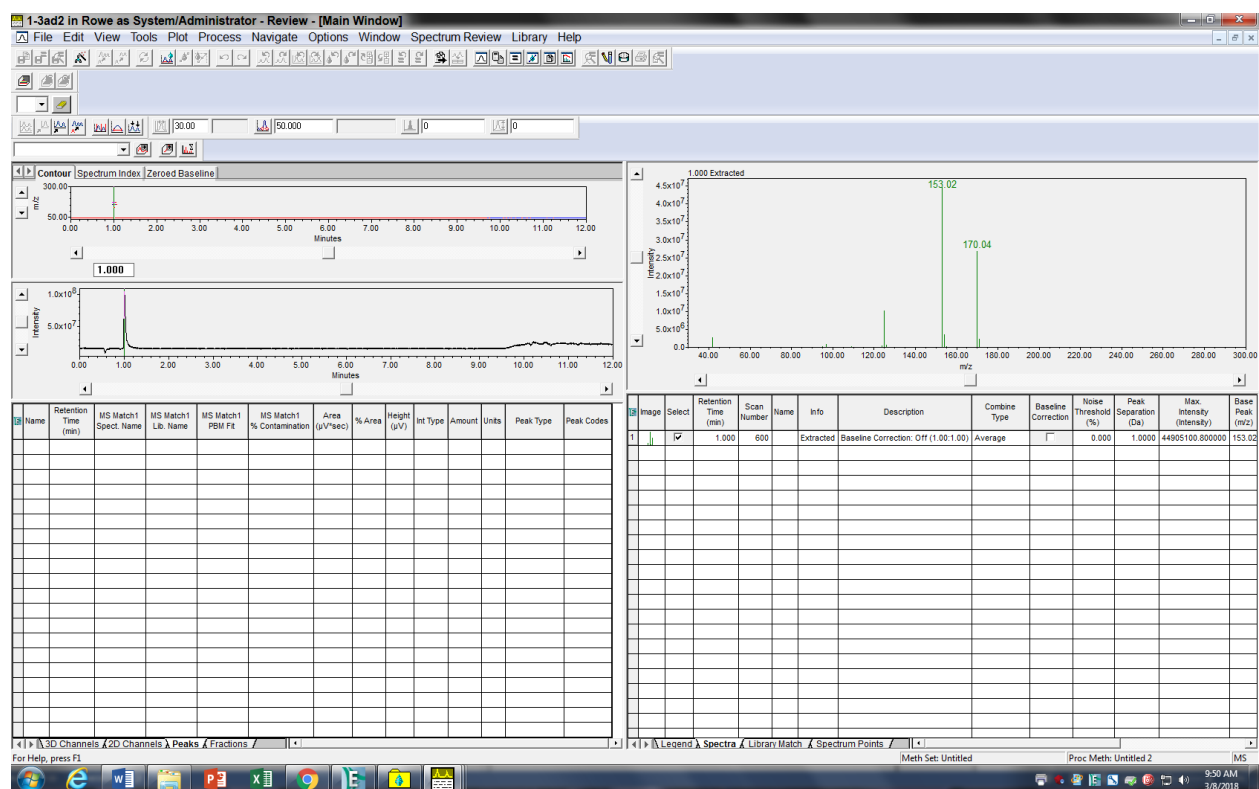 1-3ad2 in Rowe as System/Administrator - Review - [Main Window]
File Edit View Tools Plot Process Navigate Options Window Spectrum Review Library Help
30.00 50.000 0 0
Contour Spectrum Index Zeroed Baseline
300.00
m/z
50.00
0.00 1.00 2.00 3.00 4.00 5.00 6.00 7.00 8.00 9.00 10.00 11.00 12.00
Minutes
1.000
1.0x10^8
Intensity
5.0x10^7
0.00 1.00 2.00 3.00 4.00 5.00 6.00 7.00 8.00 9.00 10.00 11.00 12.00
Minutes
Name Retention Time (min) MS Match1 Spect. Name MS Match1 Lib. Name MS Match1 PBM Fit MS Match1 % Contamination Area (µV*sec) % Area Height (µV) Int Type Amount Units Peak Type Peak Codes
3D Channels 2D Channels Peaks Fractions
1.000 Extracted
153.02
170.04
4.5x10^7
4.0x10^7
3.5x10^7
3.0x10^7
2.5x10^7
2.0x10^7
1.5x10^7
1.0x10^7
5.0x10^6
0.0
Intensity
40.00 60.00 80.00 100.00 120.00 140.00 160.00 180.00 200.00 220.00 240.00 260.00 280.00 300.00
m/z
Image Select Retention Time (min) Scan Number Name Info Description Combine Type Baseline Correction Noise Threshold (%) Peak Separation (Da) Max. Intensity (Intensity) Base Peak (m/z)
1 1.000 600 Extracted Baseline Correction: Off (1.00:1.00) Average 0.000 1.0000 44905100.800000 153.02
Legend Spectra Library Match Spectrum Points
For Help, press F1 Meth Set: Untitled Proc Meth: Untitled 2 MS
9:50 AM
3/8/2018